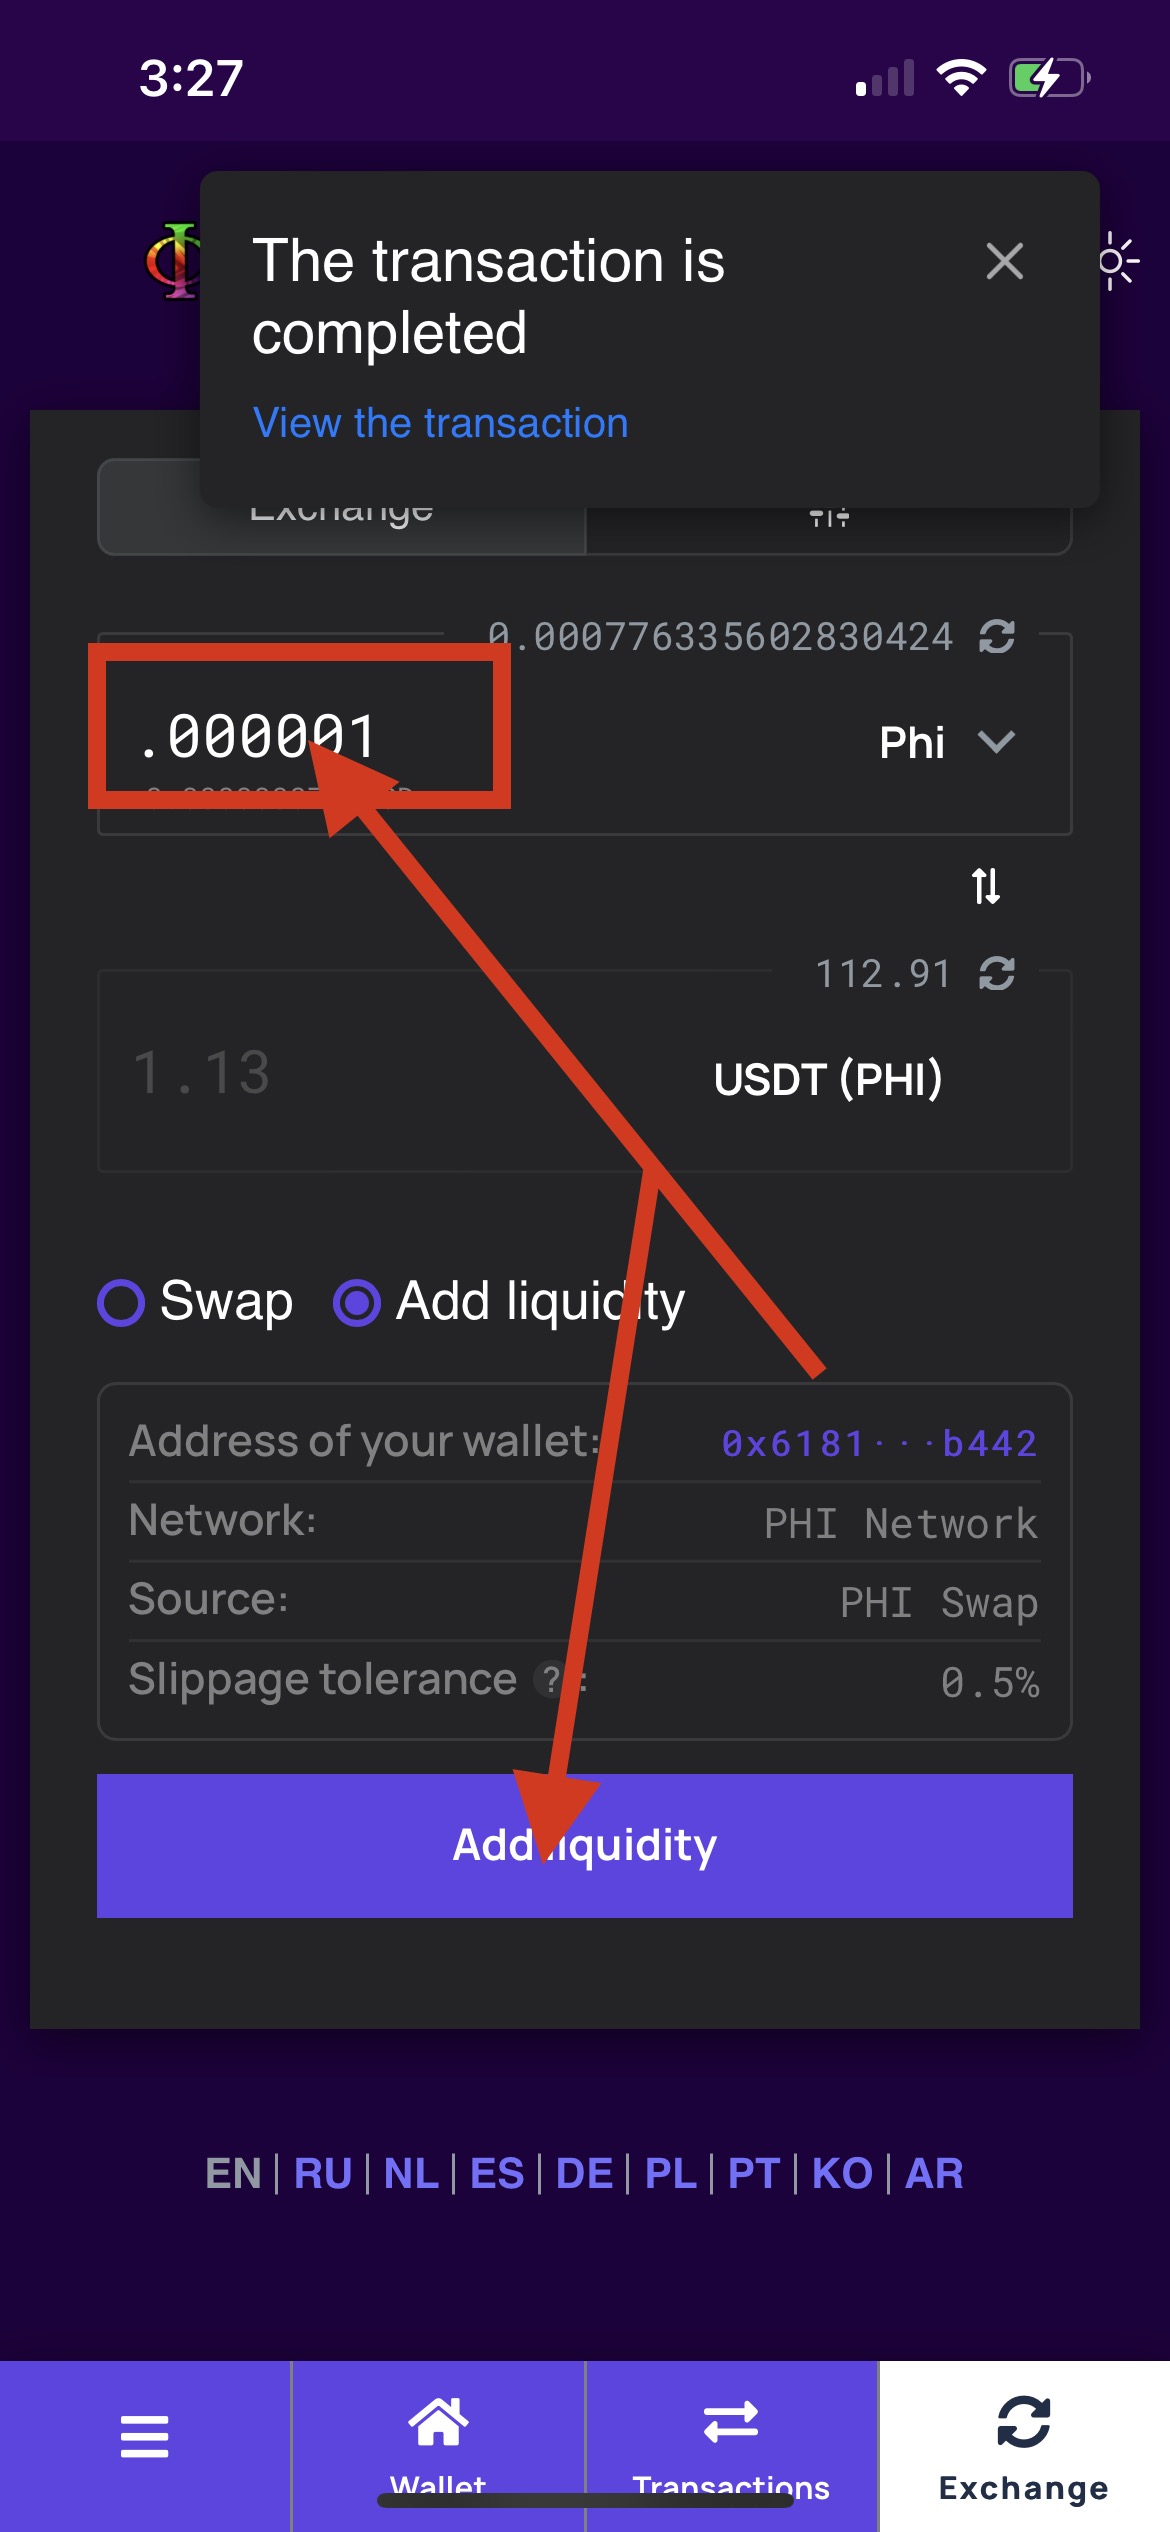 3:27
The transaction is
completed
View the transaction
Exchange
0.000776335602830424
.000001
Phi
112.91
1.13
USDT (PHI)
Swap
Add liquidity
Address of your wallet:
0x6181···b442
Network:
PHI Network
Source:
PHI Swap
Slippage tolerance ? :
0.5%
Add liquidity
EN | RU | NL | ES | DE | PL | PT | KO | AR
Wallet
Transactions
Exchange